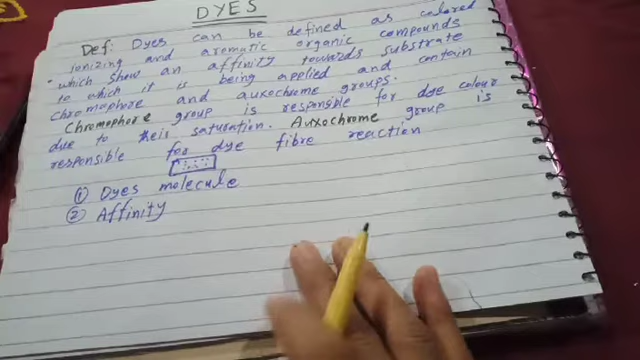 DYES
Def: Dyes can be defined as colored
ionizing and aromatic organic compounds
which show an affinity towards substrate
to which it is being applied and contain
chromophore and auxochrome groups.
Chromophore group is responsible for dye colour
due to their saturation. Auxochrome group is
responsible for dye fibre reaction
① Dyes molecule
② Affinity